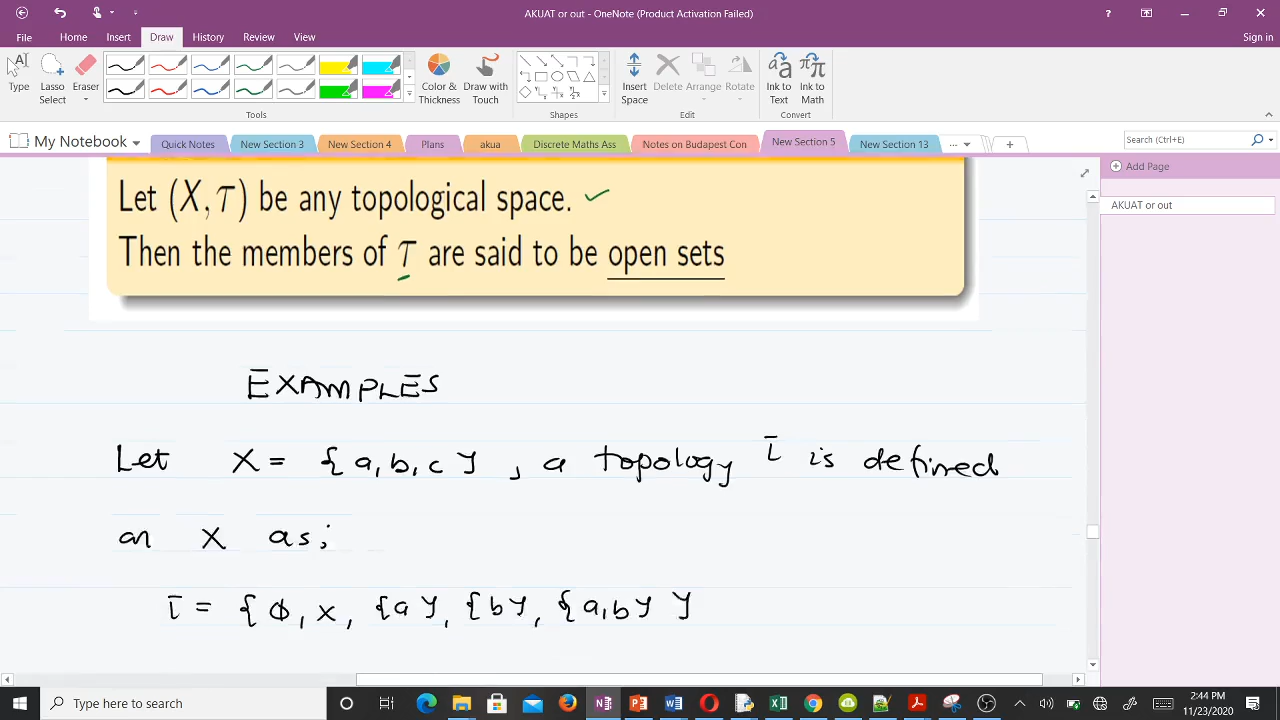 AKUAT or out - OneNote (Product Activation Failed)
File Home Insert Draw History Review View Sign in
Type Lasso Select Eraser Color & Thickness Draw with Touch Insert Space Delete Arrange Rotate Ink to Text Ink to Math
Tools Shapes Edit Convert
My Notebook Quick Notes New Section 3 New Section 4 Plans akua Discrete Maths Ass Notes on Budapest Con New Section 5 New Section 13 ... Search (Ctrl+E)
Add Page
AKUAT or out
Let (X, τ) be any topological space. ✓
Then the members of τ are said to be open sets
EXAMPLES
Let X = {a, b, c}, a topology τ is defined
on X as;
τ = {Φ, X, {a}, {b}, {a, b}}
Type here to search
2:44 PM
11/23/2020